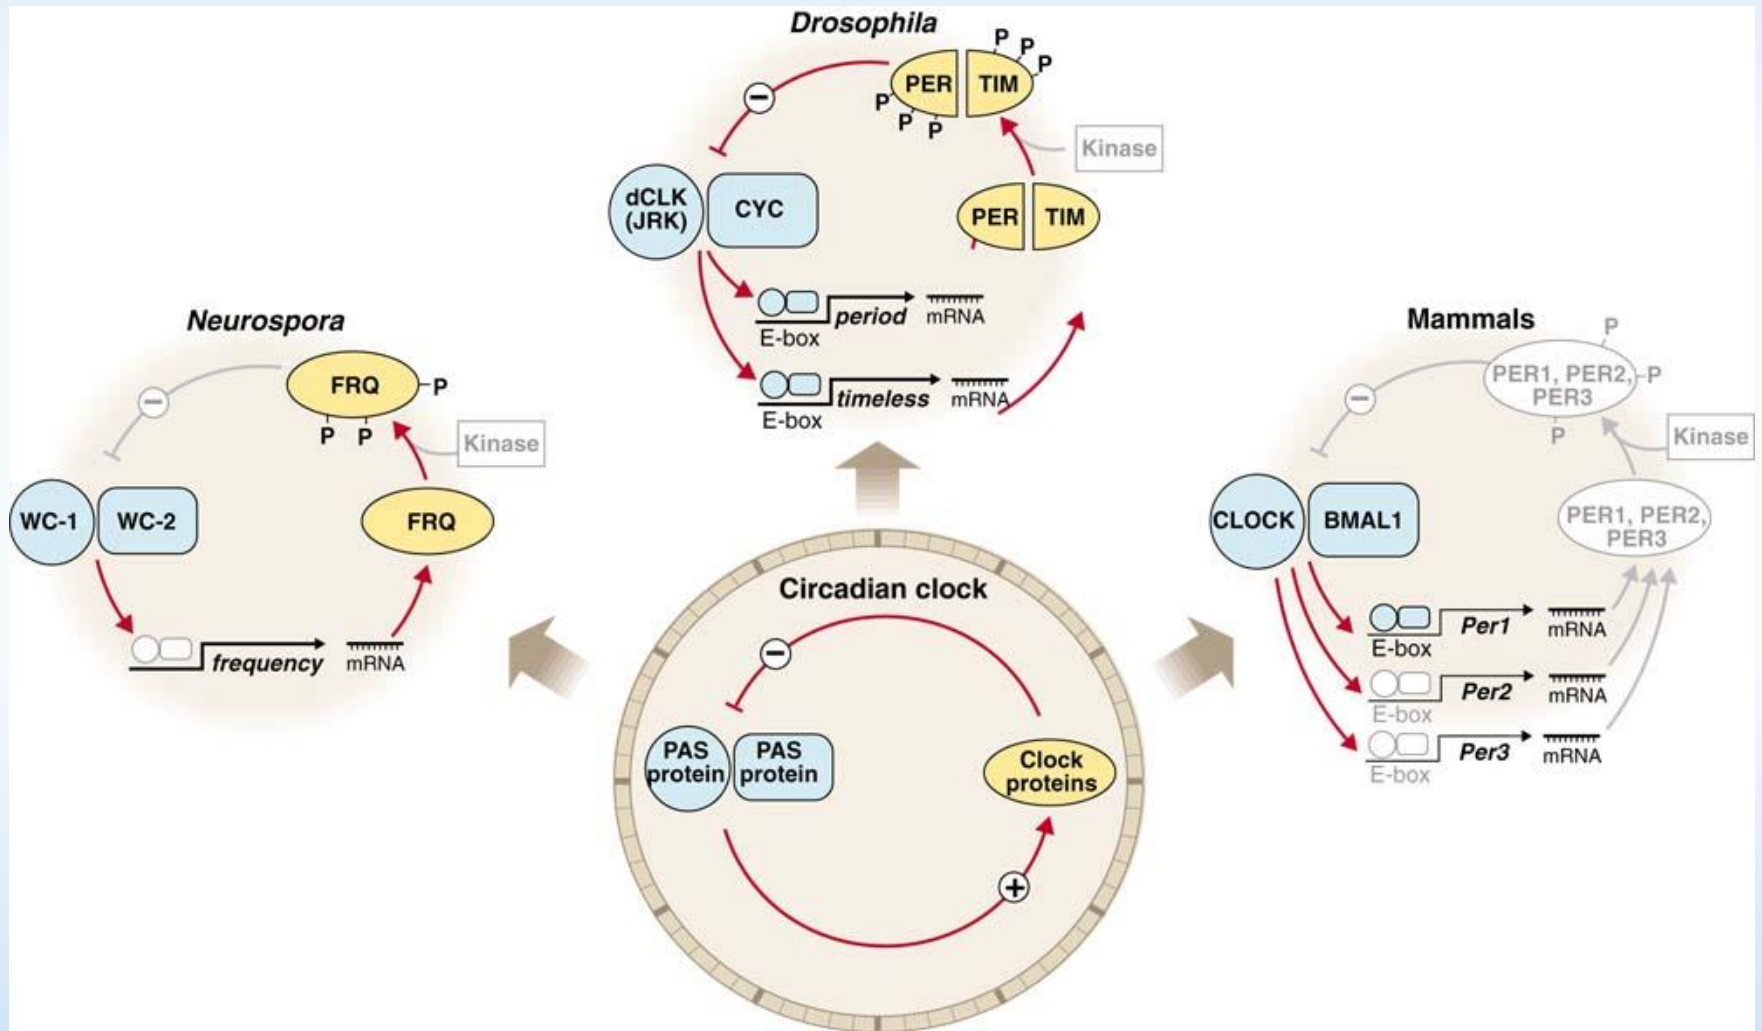 Drosophila
P
P
P
PER
TIM
P
P
P
−
Kinase
dCLK
(JRK)
CYC
PER
TIM
period
mRNA
E-box
timeless
mRNA
E-box
Neurospora
FRQ
P
P
P
−
Kinase
WC-1
WC-2
FRQ
frequency
mRNA
Mammals
P
PER1, PER2,
PER3
P
P
−
Kinase
CLOCK
BMAL1
PER1, PER2,
PER3
Per1
mRNA
E-box
Per2
mRNA
E-box
Per3
mRNA
E-box
Circadian clock
−
PAS
protein
PAS
protein
Clock
proteins
+